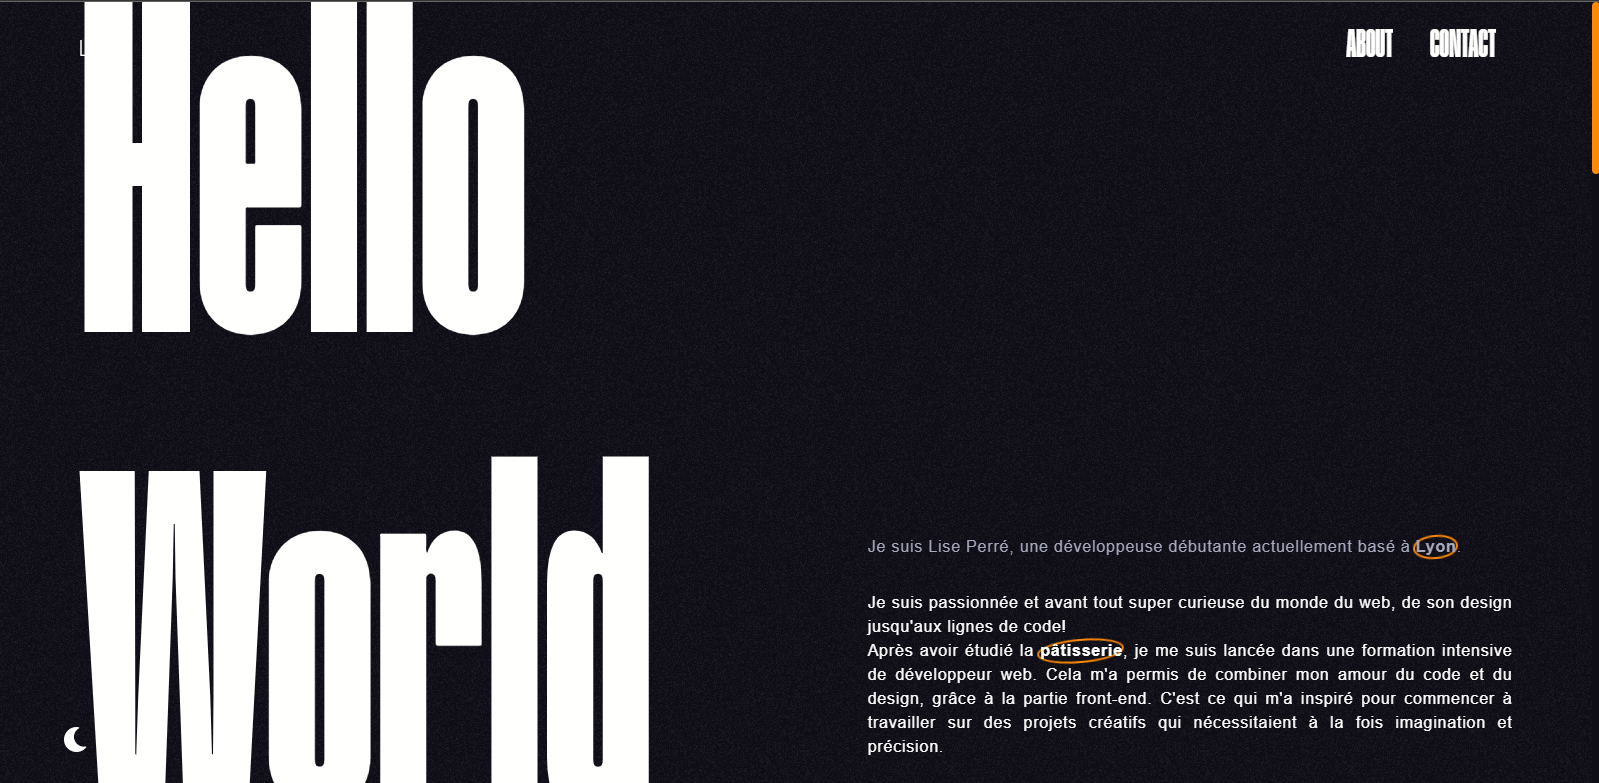 Hello
ABOUT CONTACT
World
Je suis Lise Perré, une développeuse débutante actuellement basé à Lyon.
Je suis passionnée et avant tout super curieuse du monde du web, de son design
jusqu'aux lignes de code!
Après avoir étudié la pâtisserie, je me suis lancée dans une formation intensive
de développeur web. Cela m'a permis de combiner mon amour du code et du
design, grâce à la partie front-end. C'est ce qui m'a inspiré pour commencer à
travailler sur des projets créatifs qui nécessitaient à la fois imagination et
précision.